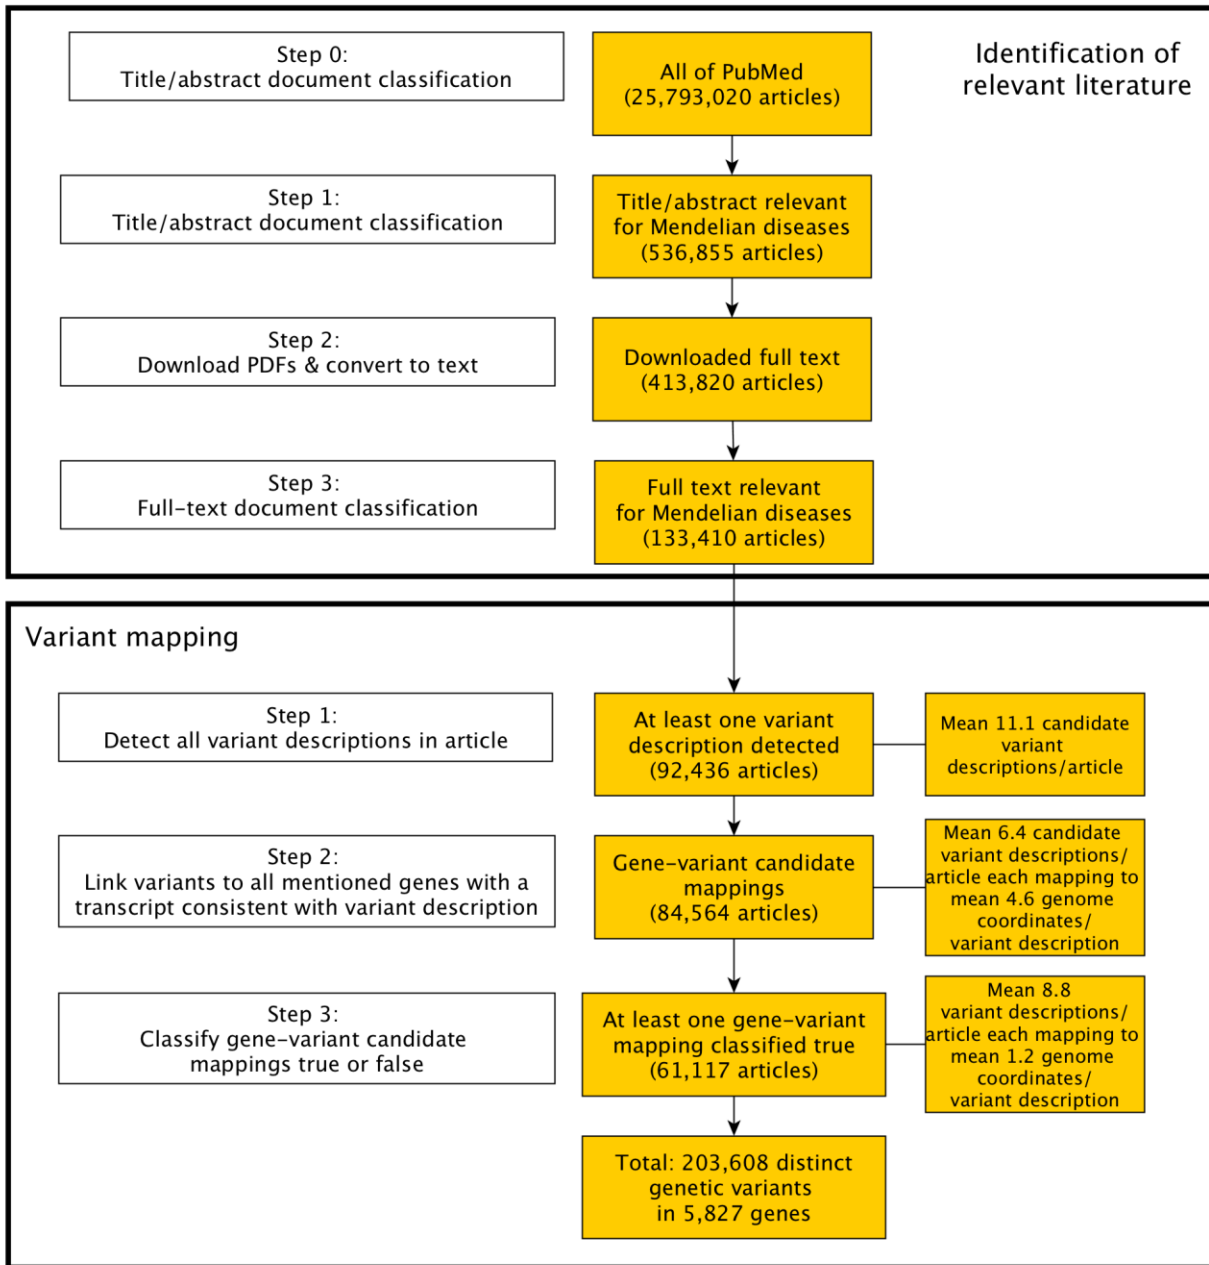 Identification of
relevant literature
Step 0:
Title/abstract document classification
All of PubMed
(25,793,020 articles)
Step 1:
Title/abstract document classification
Title/abstract relevant
for Mendelian diseases
(536,855 articles)
Step 2:
Download PDFs & convert to text
Downloaded full text
(413,820 articles)
Step 3:
Full-text document classification
Full text relevant
for Mendelian diseases
(133,410 articles)
Variant mapping
Step 1:
Detect all variant descriptions in article
At least one variant
description detected
(92,436 articles)
Mean 11.1 candidate
variant
descriptions/article
Step 2:
Link variants to all mentioned genes with a
transcript consistent with variant description
Gene-variant candidate
mappings
(84,564 articles)
Mean 6.4 candidate
variant descriptions/
article each mapping to
mean 4.6 genome
coordinates/
variant description
Step 3:
Classify gene-variant candidate
mappings true or false
At least one gene-variant
mapping classified true
(61,117 articles)
Mean 8.8
variant descriptions/
article each mapping to
mean 1.2 genome
coordinates/
variant description
Total: 203,608 distinct
genetic variants
in 5,827 genes